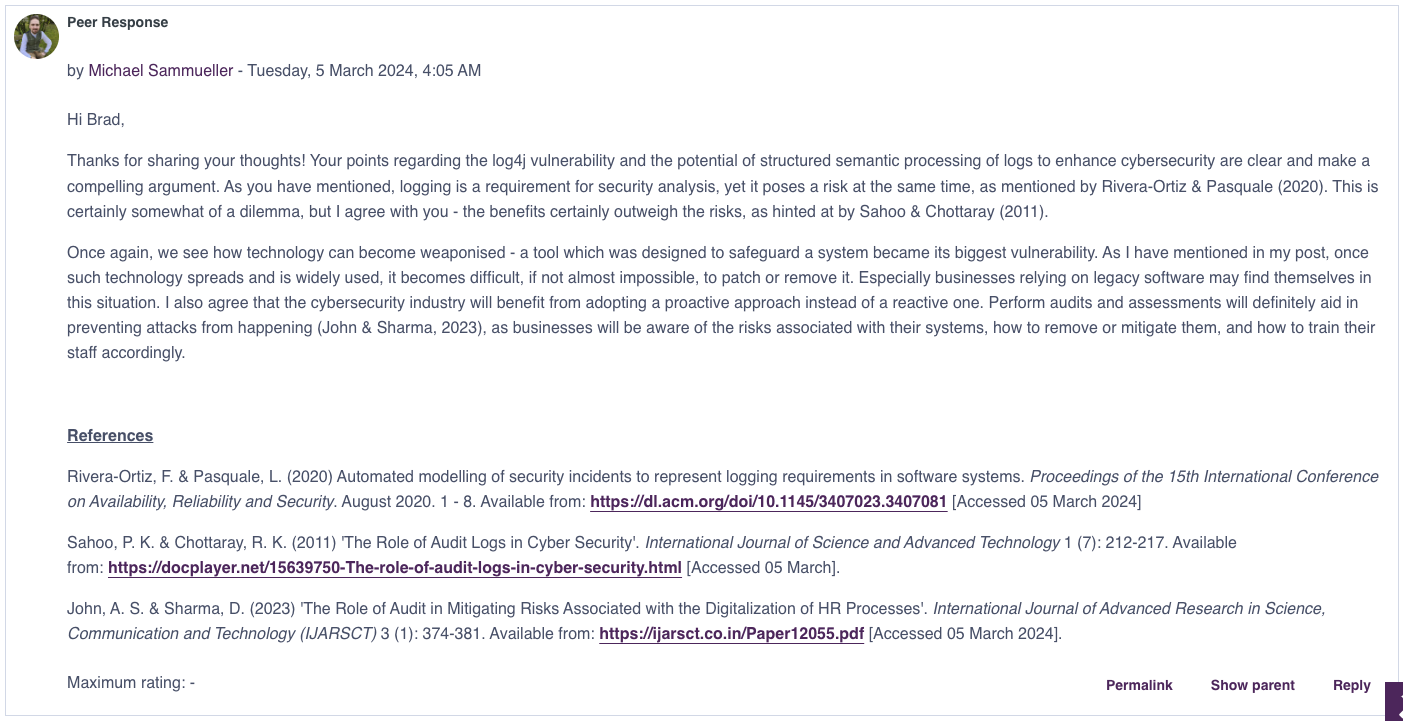 Peer Response
by Michael Sammueller - Tuesday, 5 March 2024, 4:05 AM
Hi Brad,
Thanks for sharing your thoughts! Your points regarding the log4j vulnerability and the potential of structured semantic processing of logs to enhance cybersecurity are clear and make a
compelling argument. As you have mentioned, logging is a requirement for security analysis, yet it poses a risk at the same time, as mentioned by Rivera-Ortiz & Pasquale (2020). This is
certainly somewhat of a dilemma, but I agree with you - the benefits certainly outweigh the risks, as hinted at by Sahoo & Chottaray (2011).
Once again, we see how technology can become weaponised - a tool which was designed to safeguard a system became its biggest vulnerability. As I have mentioned in my post, once
such technology spreads and is widely used, it becomes difficult, if not almost impossible, to patch or remove it. Especially businesses relying on legacy software may find themselves in
this situation. I also agree that the cybersecurity industry will benefit from adopting a proactive approach instead of a reactive one. Perform audits and assessments will definitely aid in
preventing attacks from happening (John & Sharma, 2023), as businesses will be aware of the risks associated with their systems, how to remove or mitigate them, and how to train their
staff accordingly.
References
Rivera-Ortiz, F. & Pasquale, L. (2020) Automated modelling of security incidents to represent logging requirements in software systems. Proceedings of the 15th International Conference
on Availability, Reliability and Security. August 2020. 1 - 8. Available from: https://dl.acm.org/doi/10.1145/3407023.3407081 [Accessed 05 March 2024]
Sahoo, P. K. & Chottaray, R. K. (2011) 'The Role of Audit Logs in Cyber Security'. International Journal of Science and Advanced Technology 1 (7): 212-217. Available
from: https://docplayer.net/15639750-The-role-of-audit-logs-in-cyber-security.html [Accessed 05 March].
John, A. S. & Sharma, D. (2023) 'The Role of Audit in Mitigating Risks Associated with the Digitalization of HR Processes'. International Journal of Advanced Research in Science,
Communication and Technology (IJARSCT) 3 (1): 374-381. Available from: https://ijarsct.co.in/Paper12055.pdf [Accessed 05 March 2024].
Maximum rating: -
Permalink Show parent Reply